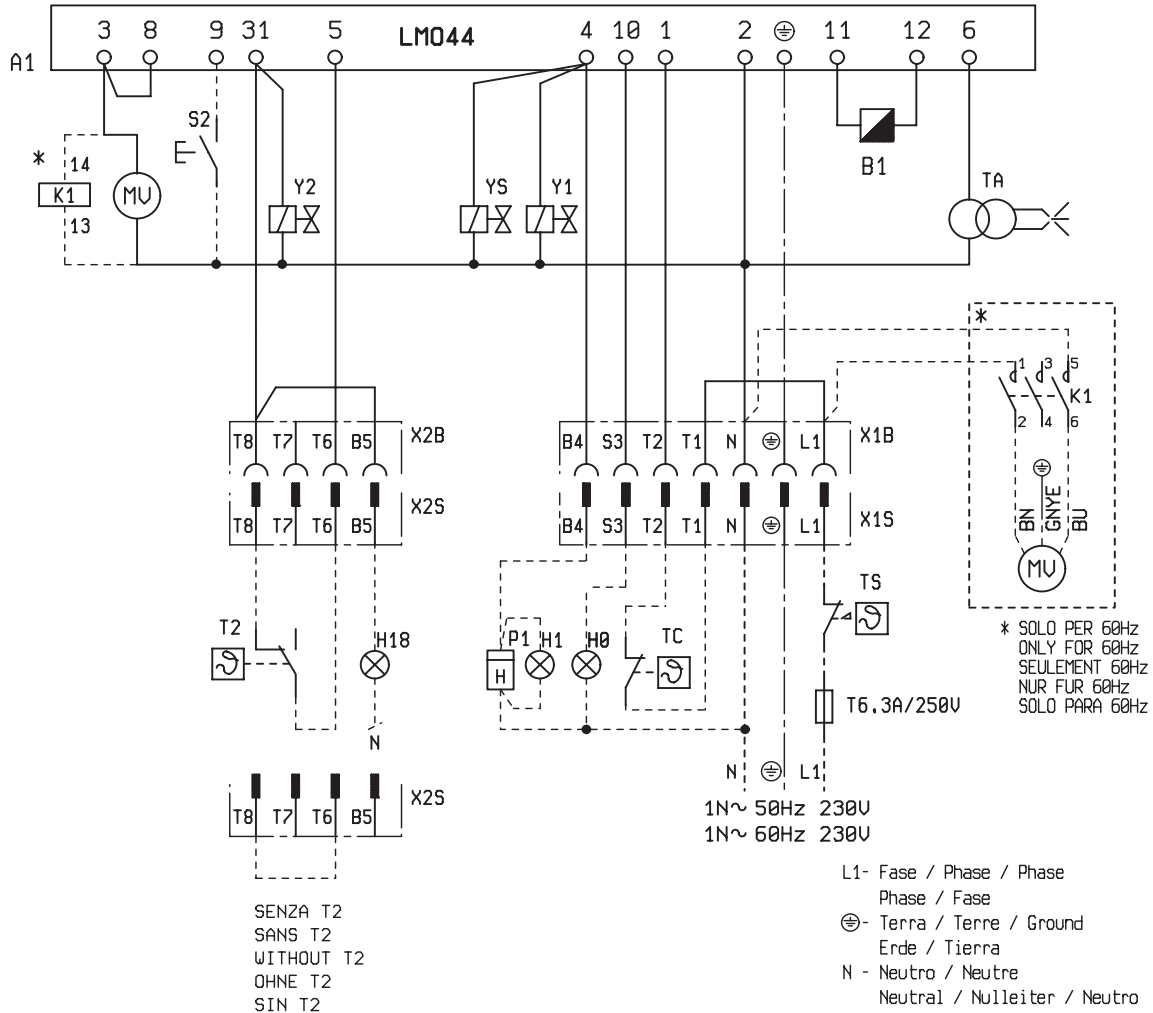 3 8 9 31 5 LMO44 4 10 1 2 11 12 6
A1
S2
*
14
K1
13
MV
Y2
YS
Y1
B1
TA
*
1 3 5
K1
2 4 6
BN
GNYE
BU
MV
* SOLO PER 60Hz
ONLY FOR 60Hz
SEULEMENT 60Hz
NUR FUR 60Hz
SOLO PARA 60Hz
T8 T7 T6 B5 X2B
X2S
T8 T7 T6 B5
B4 S3 T2 T1 N L1 X1B
X1S
B4 S3 T2 T1 N L1
T2
H18
N
P1 H1 H0 TC
H
TS
T6,3A/250V
N L1
1N~ 50Hz 230V
1N~ 60Hz 230V
X2S
T8 T7 T6 B5
SENZA T2
SANS T2
WITHOUT T2
OHNE T2
SIN T2
L1- Fase / Phase / Phase
Phase / Fase
- Terra / Terre / Ground
Erde / Tierra
N - Neutro / Neutre
Neutral / Nulleiter / Neutro